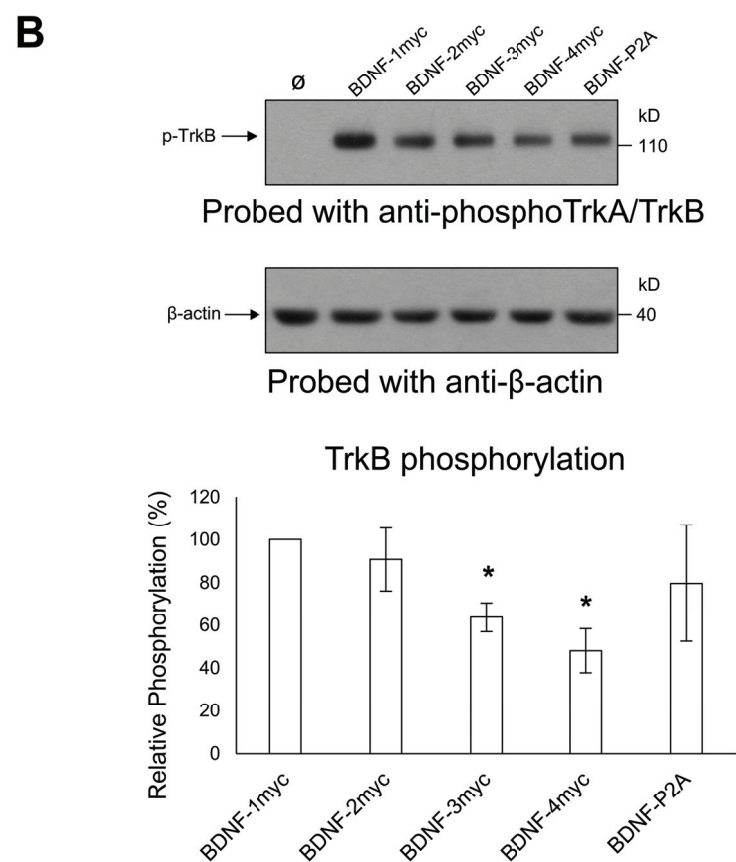 B
ø BDNF-1myc BDNF-2myc BDNF-3myc BDNF-4myc BDNF-P2A
kD
p-TrkB
110
Probed with anti-phosphoTrkA/TrkB
kD
β-actin
40
Probed with anti-β-actin
TrkB phosphorylation
Relative Phosphorylation (%)
120
100
80
60
40
20
0
*
*
BDNF-1myc BDNF-2myc BDNF-3myc BDNF-4myc BDNF-P2A